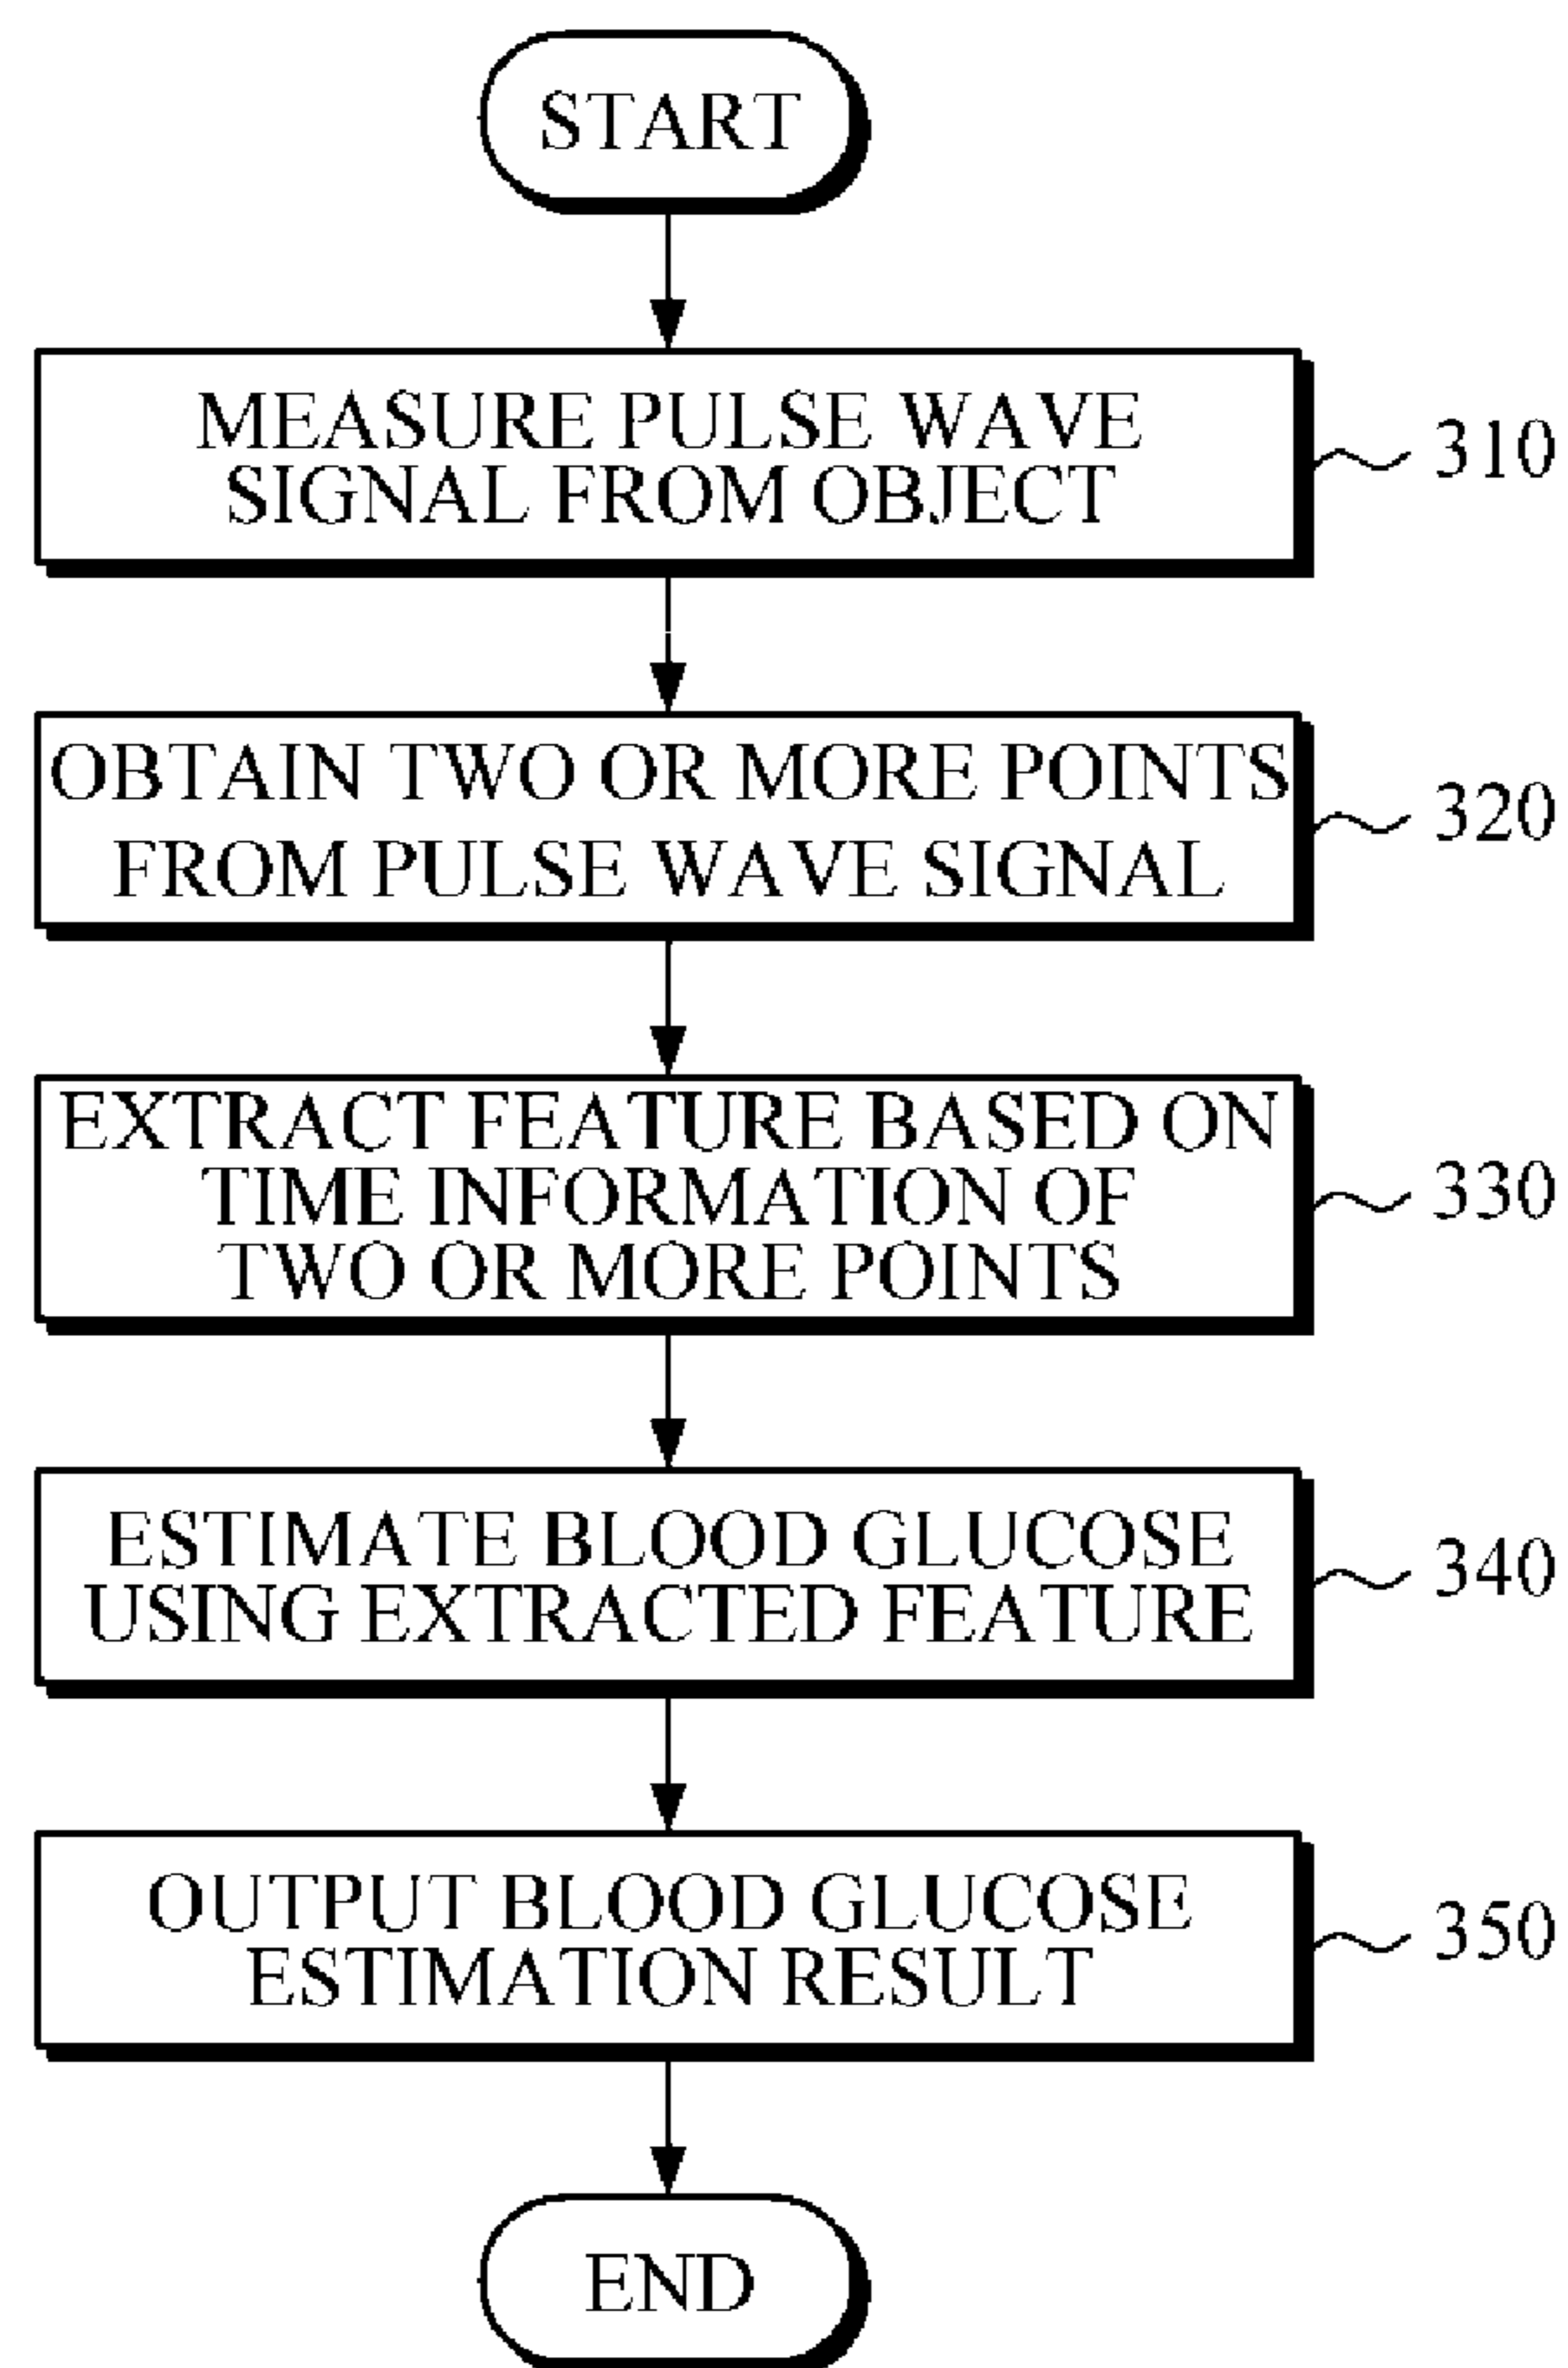 START
MEASURE PULSE WAVE
SIGNAL FROM OBJECT
310
OBTAIN TWO OR MORE POINTS
FROM PULSE WAVE SIGNAL
320
EXTRACT FEATURE BASED ON
TIME INFORMATION OF
TWO OR MORE POINTS
330
ESTIMATE BLOOD GLUCOSE
USING EXTRACTED FEATURE
340
OUTPUT BLOOD GLUCOSE
ESTIMATION RESULT
350
END